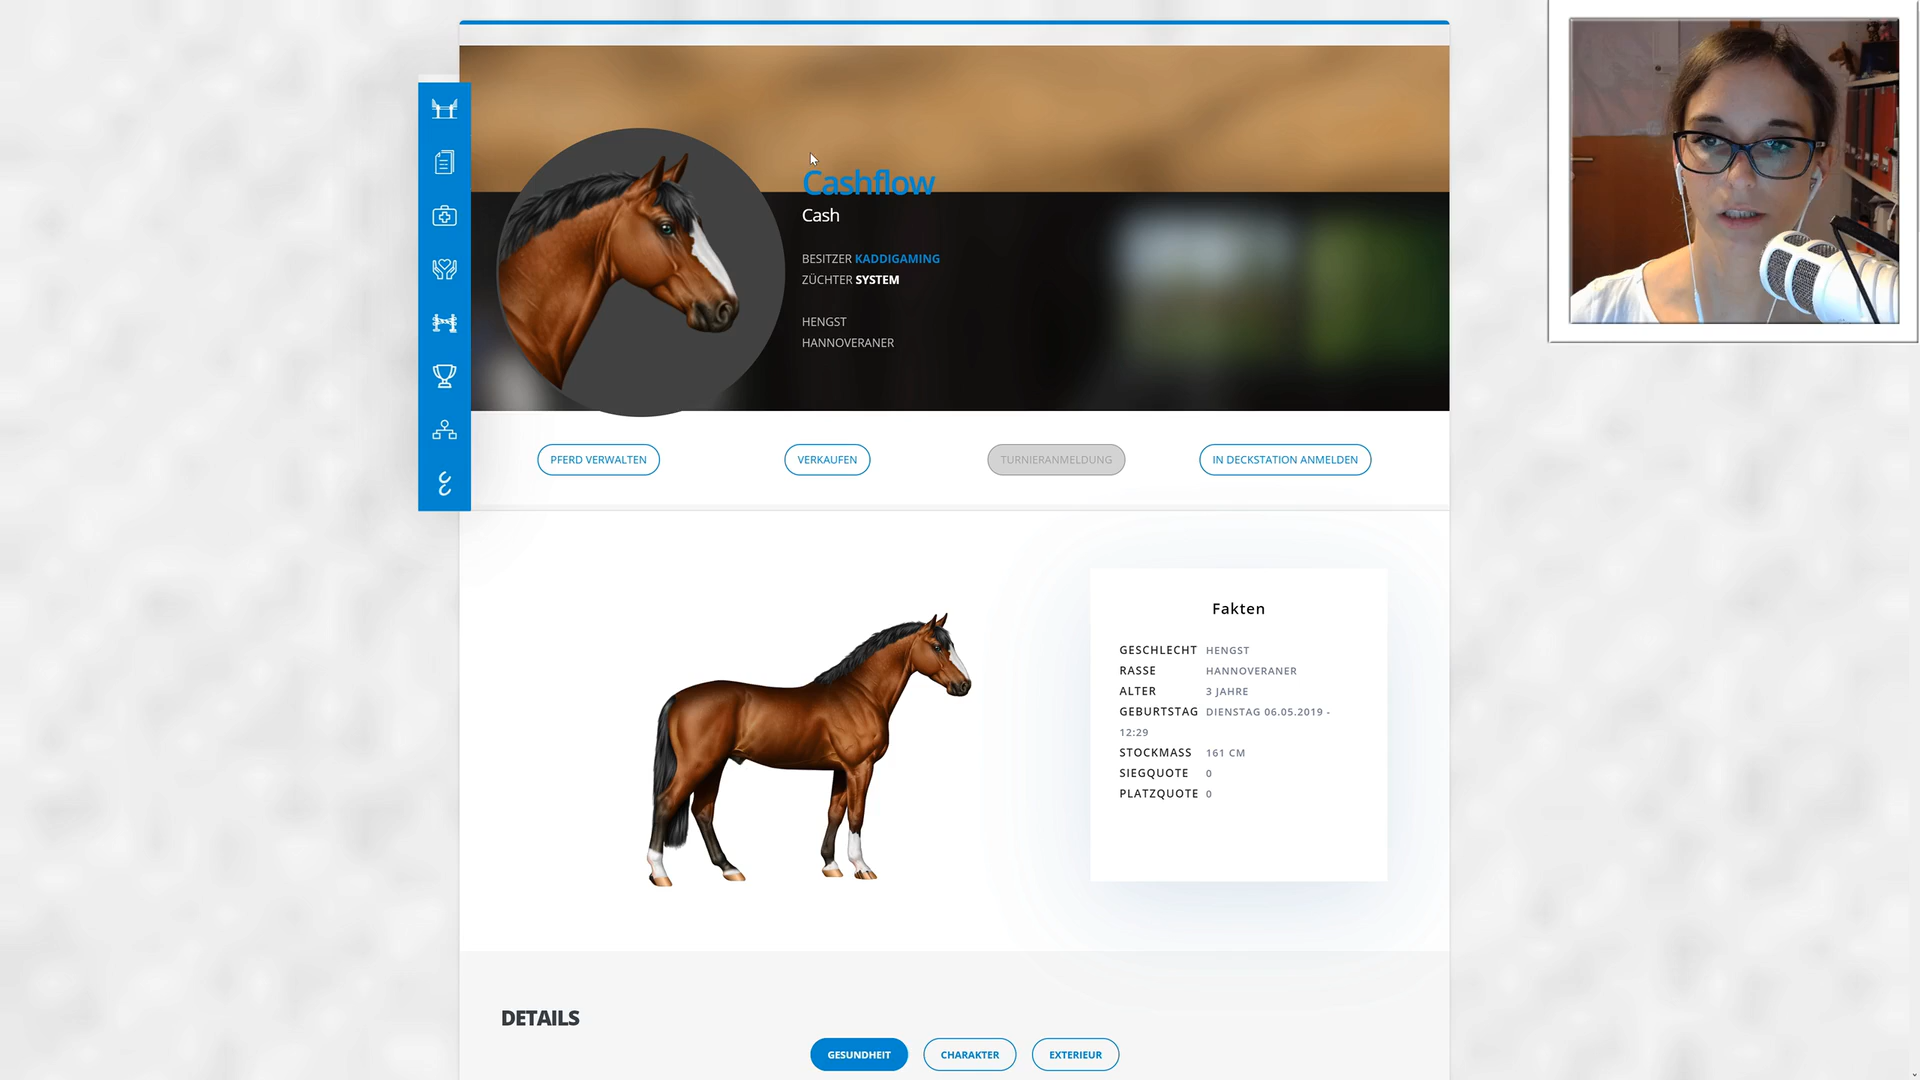 Cashflow
Cash
BESITZER KADDIGAMING
ZÜCHTER SYSTEM
HENGST
HANNOVERANER
PFERD VERWALTEN
VERKAUFEN
TURNIERANMELDUNG
IN DECKSTATION ANMELDEN
Fakten
GESCHLECHT HENGST
RASSE HANNOVERANER
ALTER 3 JAHRE
GEBURTSTAG DIENSTAG 06.05.2019 -
12:29
STOCKMASS 161 CM
SIEGQUOTE 0
PLATZQUOTE 0
DETAILS
GESUNDHEIT
CHARAKTER
EXTERIEUR